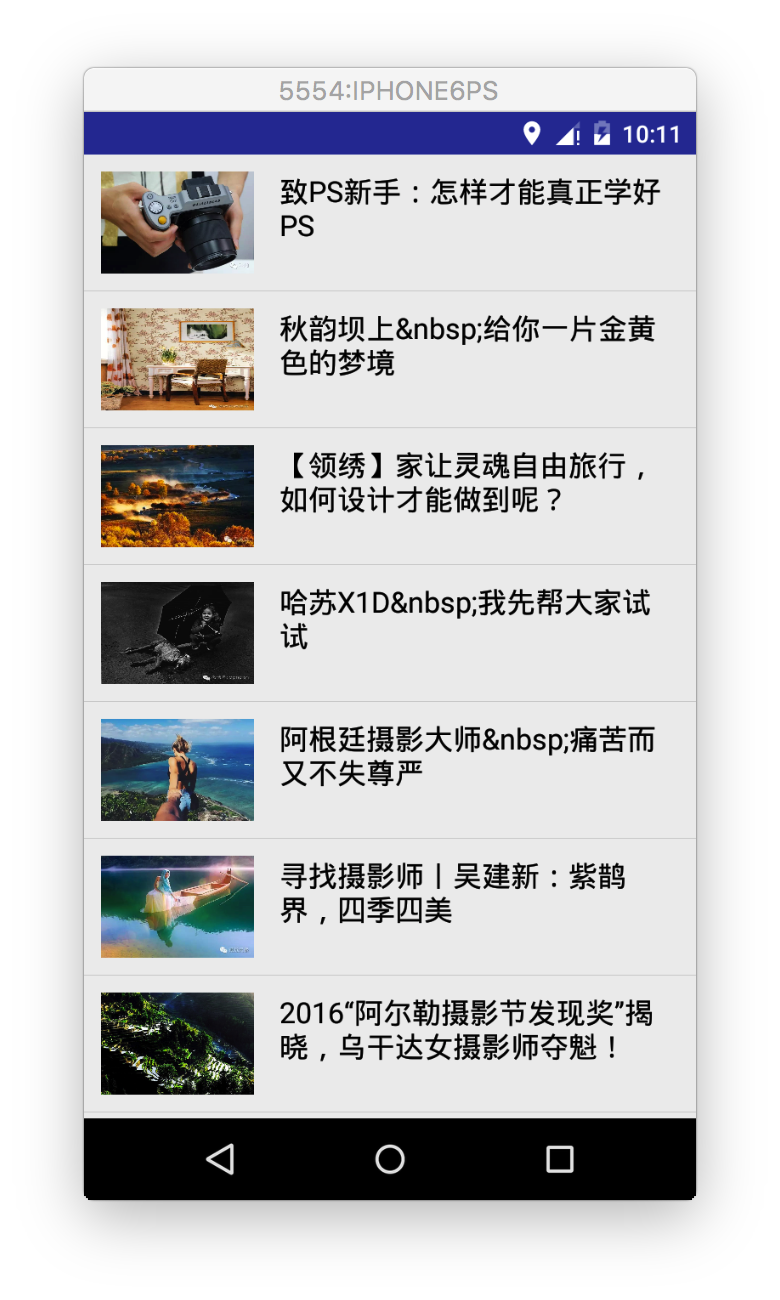 5554:IPHONE6PS
10:11
致PS新手：怎样才能真正学好
PS
秋韵坝上&nbsp;给你一片金黄
色的梦境
【领绣】家让灵魂自由旅行，
如何设计才能做到呢？
哈苏X1D&nbsp;我先帮大家试
试
阿根廷摄影大师&nbsp;痛苦而
又不失尊严
寻找摄影师丨吴建新：紫鹊
界，四季四美
2016“阿尔勒摄影节发现奖”揭
晓，乌干达女摄影师夺魁！